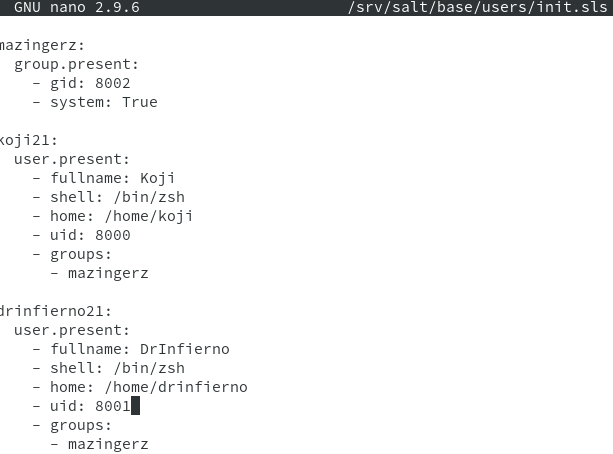 GNU nano 2.9.6 /srv/salt/base/users/init.sls
mazingerz:
  group.present:
    - gid: 8002
    - system: True
koji21:
  user.present:
    - fullname: Koji
    - shell: /bin/zsh
    - home: /home/koji
    - uid: 8000
    - groups:
      - mazingerz
drinfierno21:
  user.present:
    - fullname: DrInfierno
    - shell: /bin/zsh
    - home: /home/drinfierno
    - uid: 8001
    - groups:
      - mazingerz